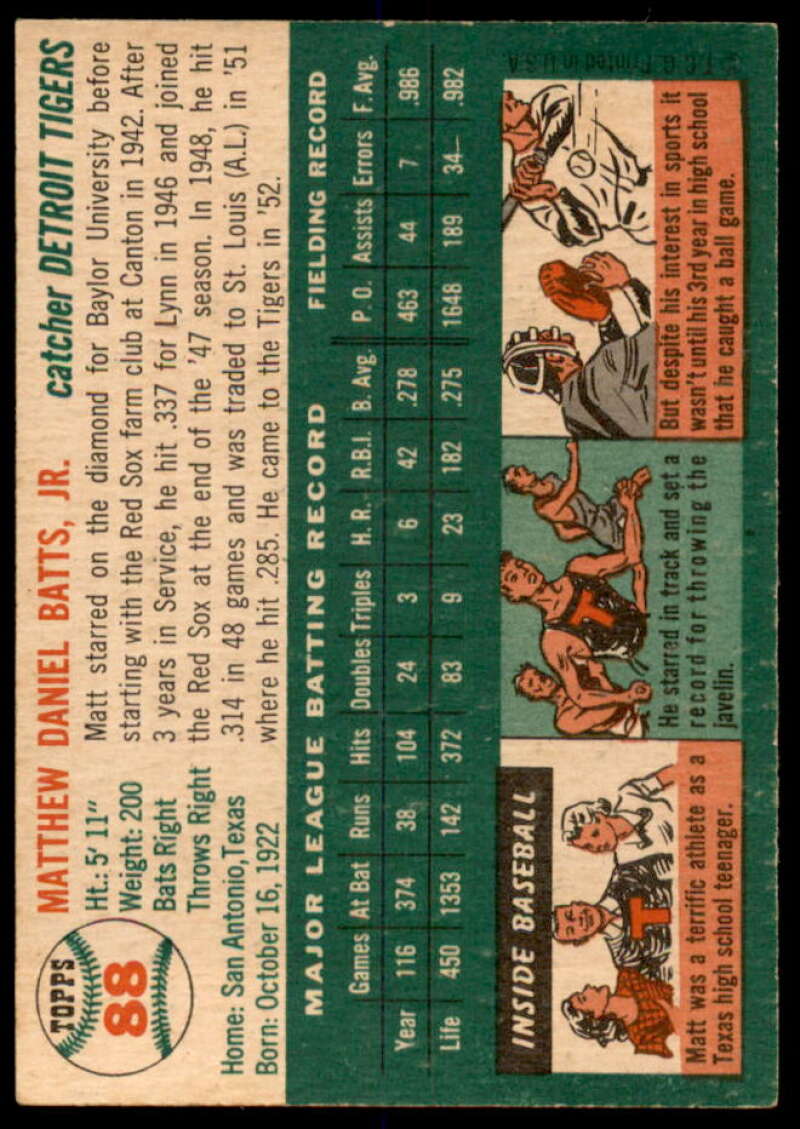 TOPPS
88
MATTHEW DANIEL BATTS, JR. catcher DETROIT TIGERS
Ht.: 5' 11"
Weight: 200
Bats Right
Throws Right
Home: San Antonio, Texas
Born: October 16, 1922
Matt starred on the diamond for Baylor University before
starting with the Red Sox farm club at Canton in 1942. After
3 years in Service, he hit .337 for Lynn in 1946 and joined
the Red Sox at the end of the '47 season. In 1948, he hit
.314 in 48 games and was traded to St. Louis (A.L.) in '51
where he hit .285. He came to the Tigers in '52.
MAJOR LEAGUE BATTING RECORD FIELDING RECORD
Games At Bat Runs Hits Doubles Triples H. R. R.B.I. B. Avg. P. O. Assists Errors F. Avg.
Year 116 374 38 104 24 3 6 42 .278 463 44 7 .986
Life 450 1353 142 372 83 9 23 182 .275 1648 189 34 .982
INSIDE BASEBALL
T
Matt was a terrific athlete as a
Texas high school teenager.
T
He starred in track and set a
record for throwing the
javelin.
But despite his interest in sports it
wasn't until his 3rd year in high school
that he caught a ball game.
© T. C. G. Printed in U.S.A.